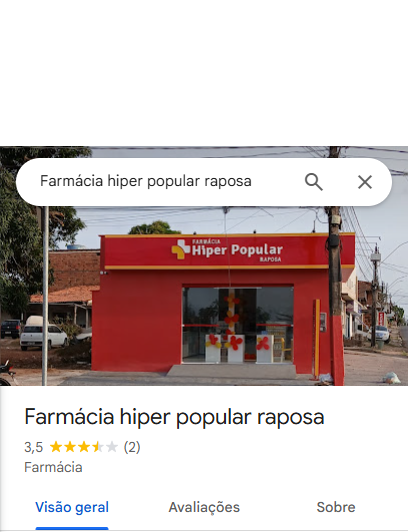 Farmácia hiper popular raposa
FARMÁCIA
Hiper Popular
RAPOSA
Farmácia hiper popular raposa
3,5 (2)
Farmácia
Visão geral Avaliações Sobre